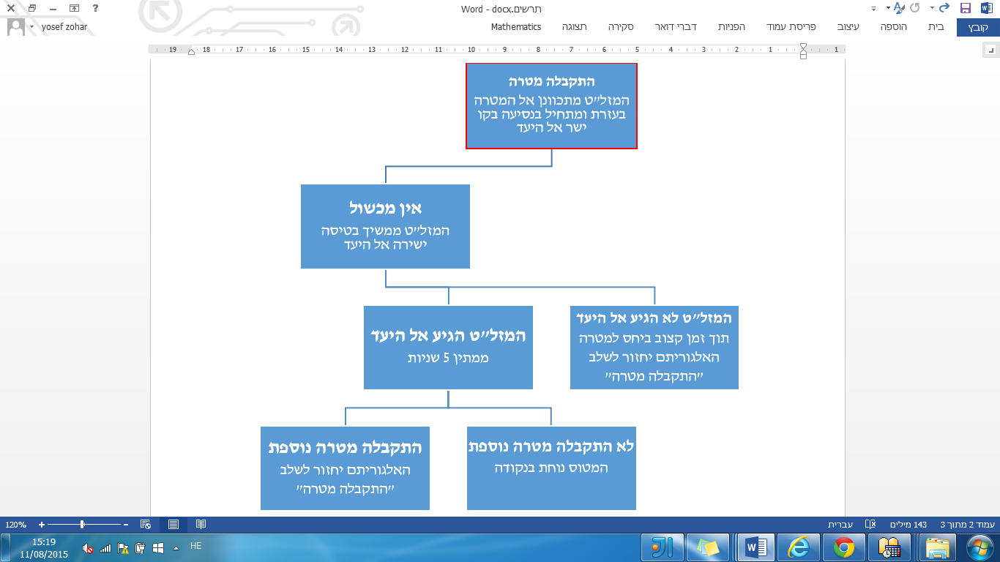 תרשים.docx - Word
yosef zohar
קובץ
בית
הוספה
עיצוב
פריסת עמוד
הפניות
דברי דואר
סקירה
תצוגה
Mathematics
19 18 17 16 15 14 13 12 11 10 9 8 7 6 5 4 3 2 1 1
התקבלה מטרה
המזל"ט מתכוונן אל המטרה
בעזרת ומתחיל בנסיעה בקו
ישר אל היעד
אין מכשול
המזל"ט ממשיך בטיסה
ישירה אל היעד
המזל"ט לא הגיע אל היעד
תוך זמן קצוב ביחס למטרה
האלגוריתם יחזור לשלב
"התקבלה מטרה"
המזל"ט הגיע אל היעד
ממתין 5 שניות
לא התקבלה מטרה נוספת
המטוס נוחת בנקודה
התקבלה מטרה נוספת
האלגוריתם יחזור לשלב
"התקבלה מטרה"
עמוד 2 מתוך 3
143 מילים
עברית
120%
HE
15:19
11/08/2015